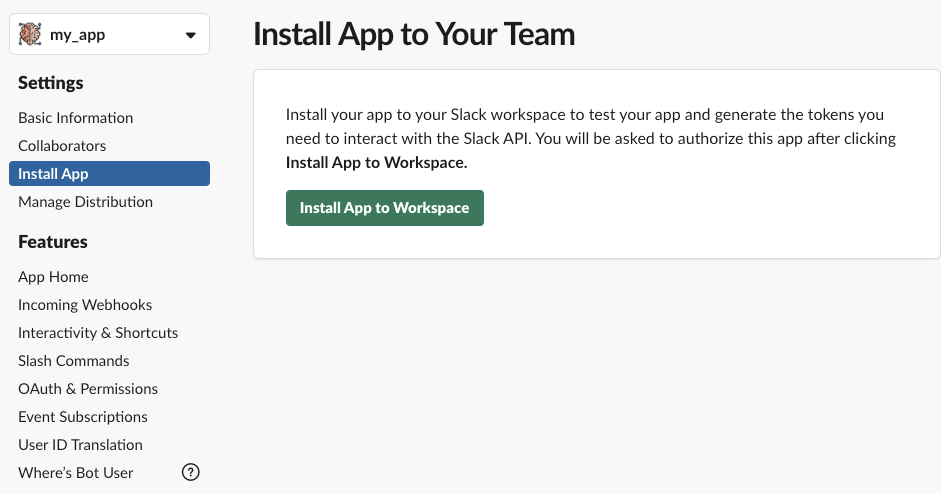 my_app
Settings
Basic Information
Collaborators
Install App
Manage Distribution
Features
App Home
Incoming Webhooks
Interactivity & Shortcuts
Slash Commands
OAuth & Permissions
Event Subscriptions
User ID Translation
Where's Bot User ?
Install App to Your Team
Install your app to your Slack workspace to test your app and generate the tokens you
need to interact with the Slack API. You will be asked to authorize this app after clicking
Install App to Workspace.
Install App to Workspace